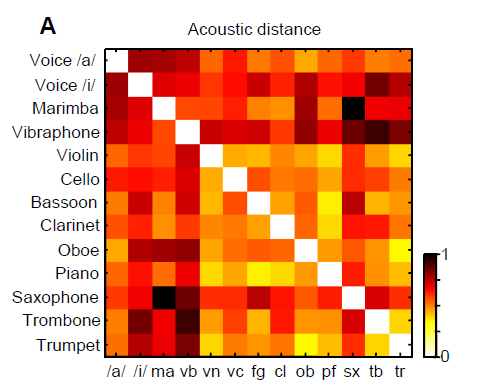 A
Acoustic distance
Voice /a/
Voice /i/
Marimba
Vibraphone
Violin
Cello
Bassoon
Clarinet
Oboe
Piano
Saxophone
Trombone
Trumpet
/a/ /i/ ma vb vn vc fg cl ob pf sx tb tr
1
0